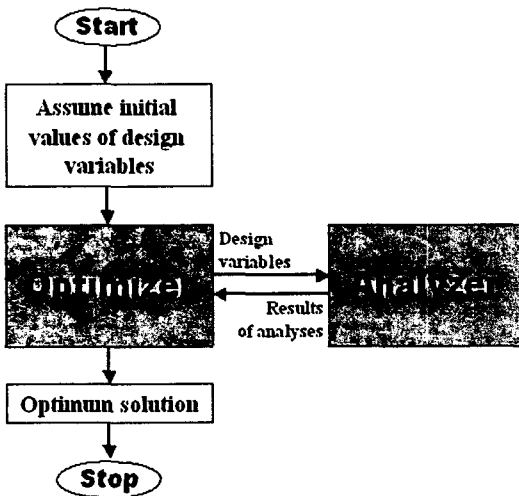 Start
Assume initial
values of design
variables
Design
variables
Optimizer
Analyzer
Results
of analyses
Optimum solution
Stop